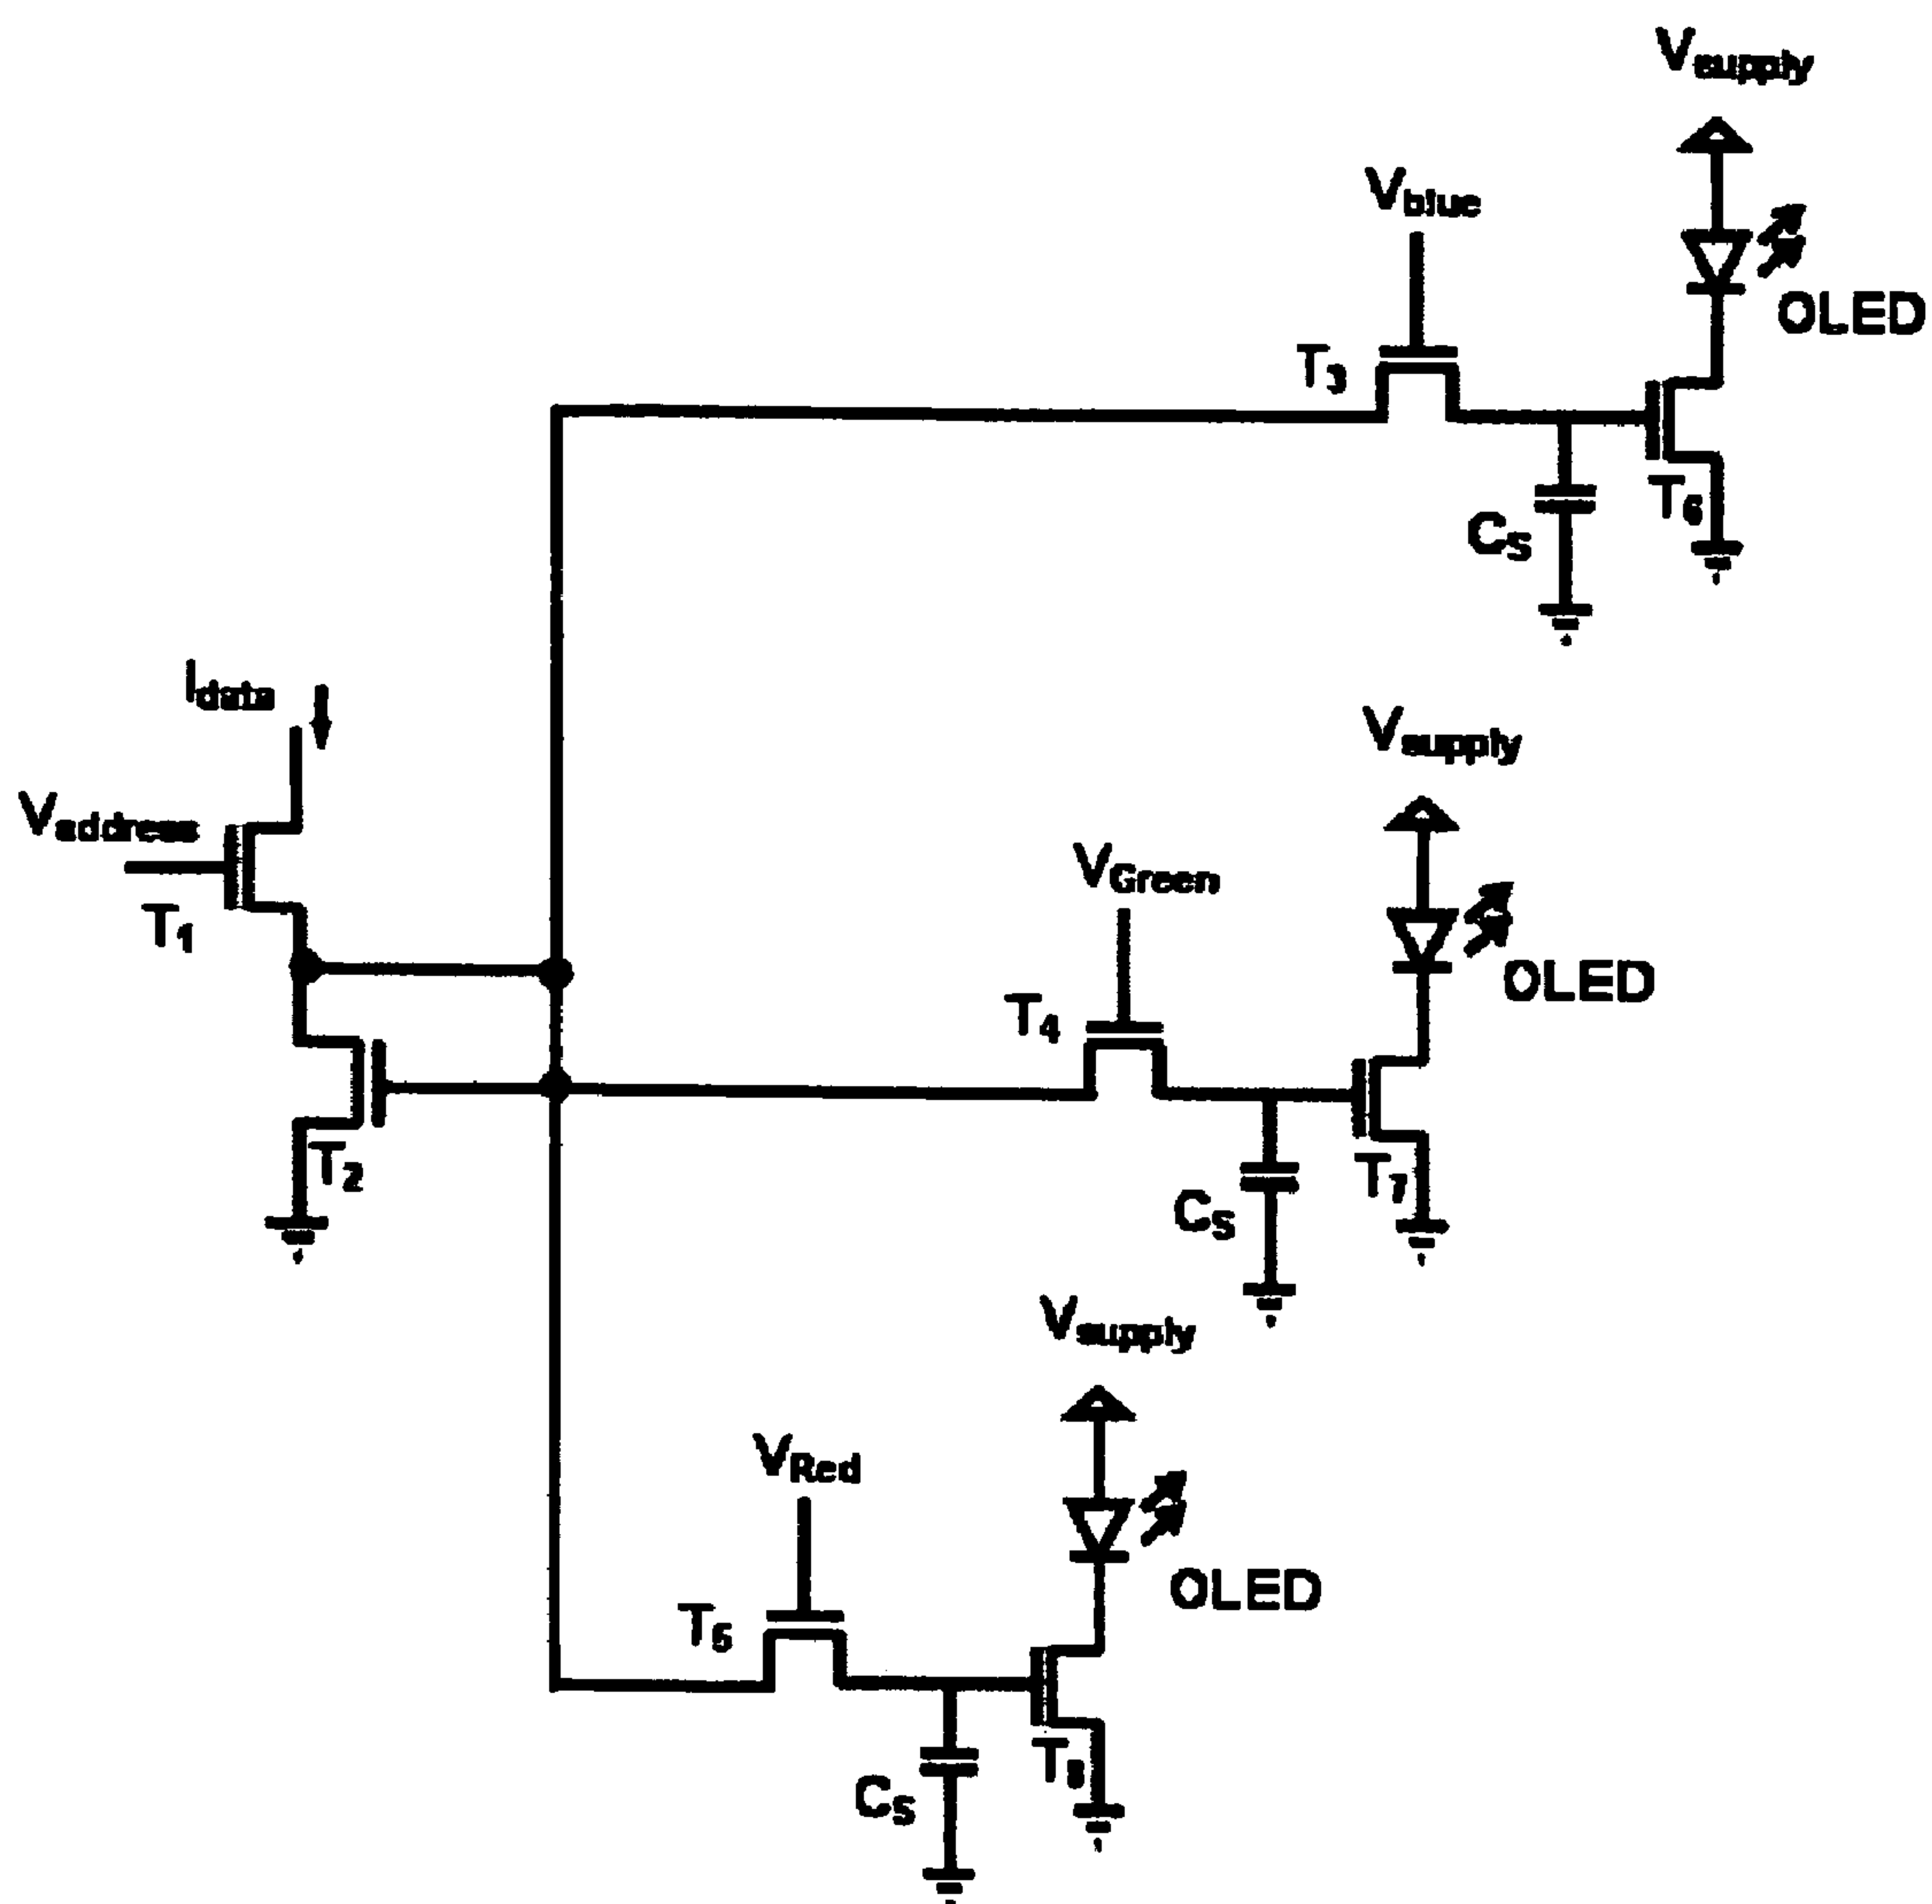 Vsupply
Vblue
OLED
T3
T6
Cs
Idata
Vsupply
Vaddress
VGreen
T1
OLED
T4
T2
T7
Cs
Vsupply
VRed
OLED
T5
T8
Cs